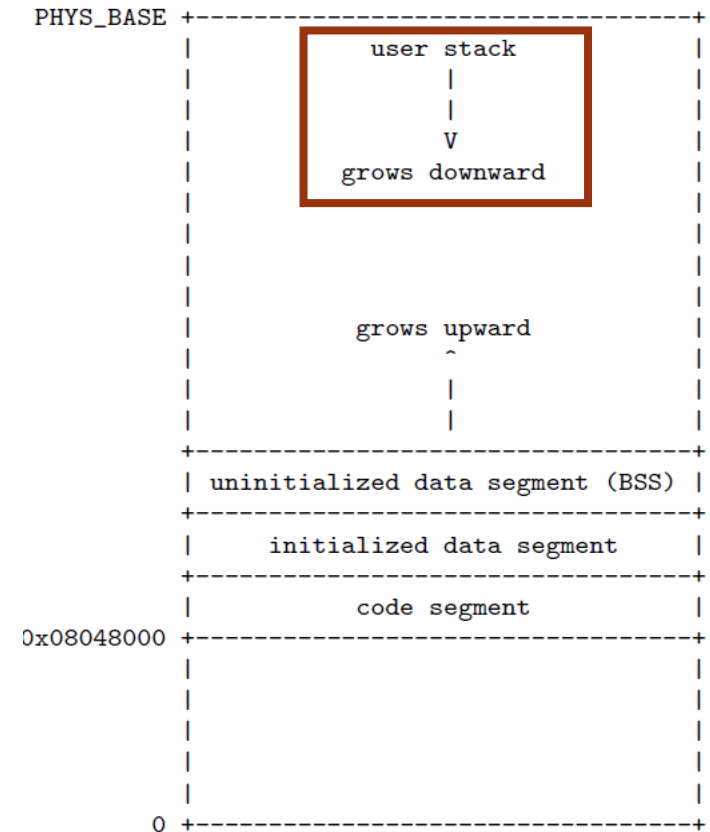 PHYS_BASE +----------------------------------+
| user stack |
| | |
| | |
| V |
| grows downward |
| |
| |
| |
| |
| grows upward |
| ^ |
| | |
| | |
+----------------------------------+
| uninitialized data segment (BSS) |
+----------------------------------+
| initialized data segment |
+----------------------------------+
| code segment |
0x08048000 +----------------------------------+
| |
| |
| |
| |
| |
0 +----------------------------------+